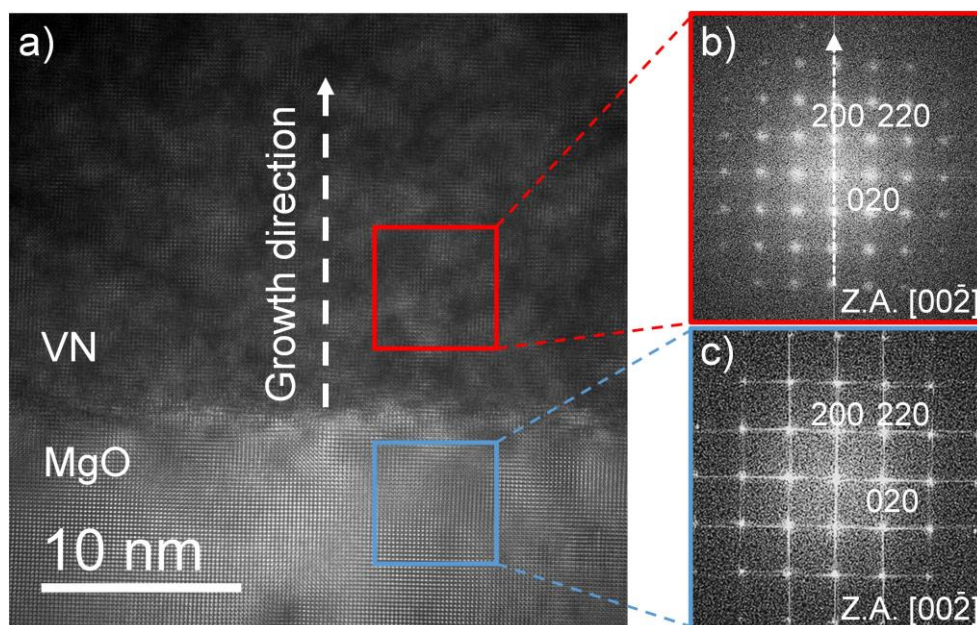 a)
Growth direction
VN
MgO
10 nm
b)
200 220
020
Z.A. [002̅]
c)
200 220
020
Z.A. [002̅]